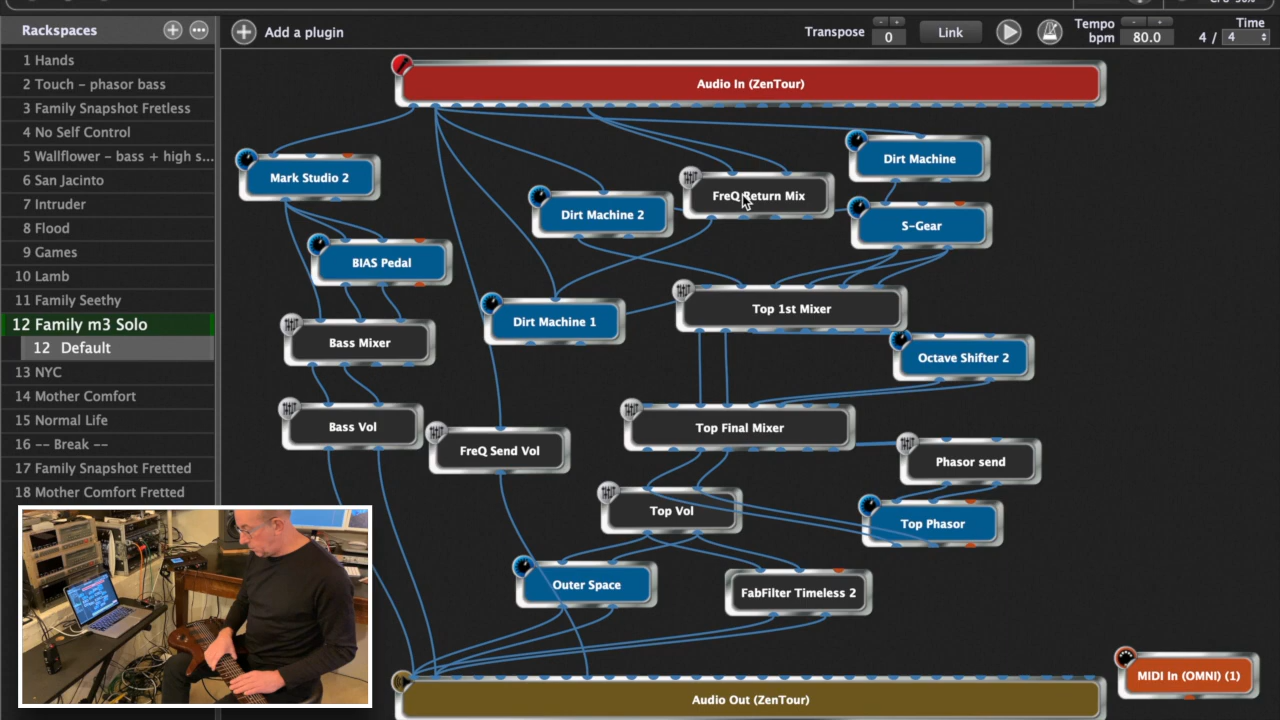 Rackspaces
Add a plugin
Transpose
- +
0
Link
Tempo
bpm
- +
80.0
Time
4 / 4
1 Hands
2 Touch – phasor bass
3 Family Snapshot Fretless
4 No Self Control
5 Wallflower – bass + high s...
6 San Jacinto
7 Intruder
8 Flood
9 Games
10 Lamb
11 Family Seethy
12 Family m3 Solo
12 Default
13 NYC
14 Mother Comfort
15 Normal Life
16 -- Break --
17 Family Snapshot Frettted
18 Mother Comfort Fretted
Audio In (ZenTour)
Mark Studio 2
Dirt Machine
FreQ Return Mix
Dirt Machine 2
S-Gear
BIAS Pedal
Top 1st Mixer
Dirt Machine 1
Bass Mixer
Octave Shifter 2
Bass Vol
Top Final Mixer
FreQ Send Vol
Phasor send
Top Vol
Top Phasor
Outer Space
FabFilter Timeless 2
MIDI In (OMNI) (1)
Audio Out (ZenTour)